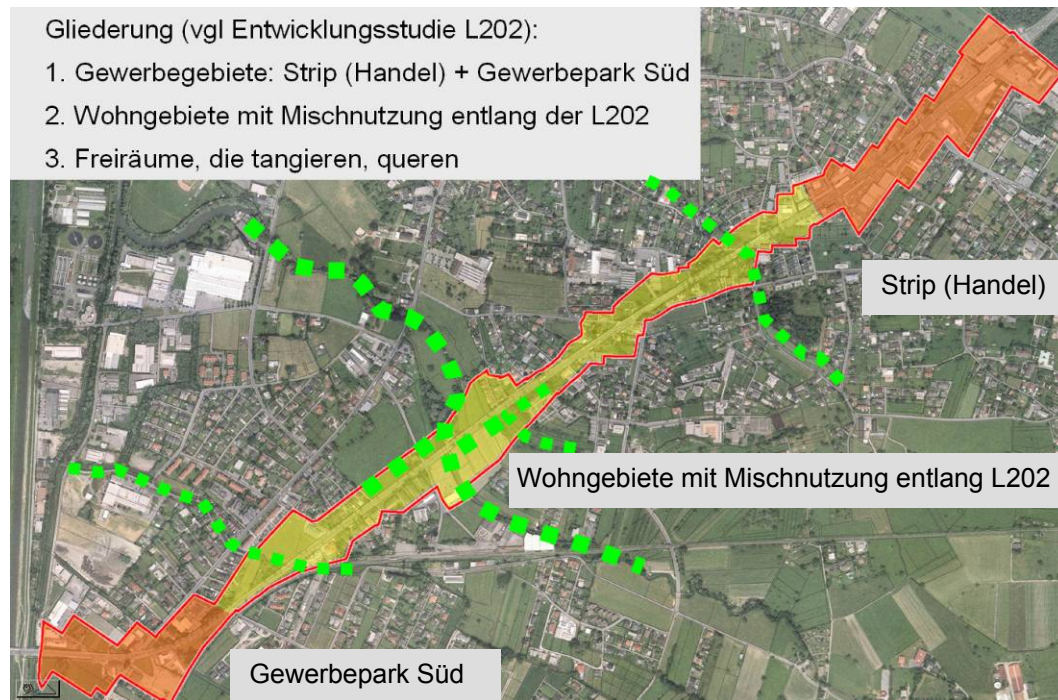 Gliederung (vgl Entwicklungsstudie L202):
1. Gewerbegebiete: Strip (Handel) + Gewerbepark Süd
2. Wohngebiete mit Mischnutzung entlang der L202
3. Freiräume, die tangieren, queren
Strip (Handel)
Wohngebiete mit Mischnutzung entlang L202
Gewerbepark Süd